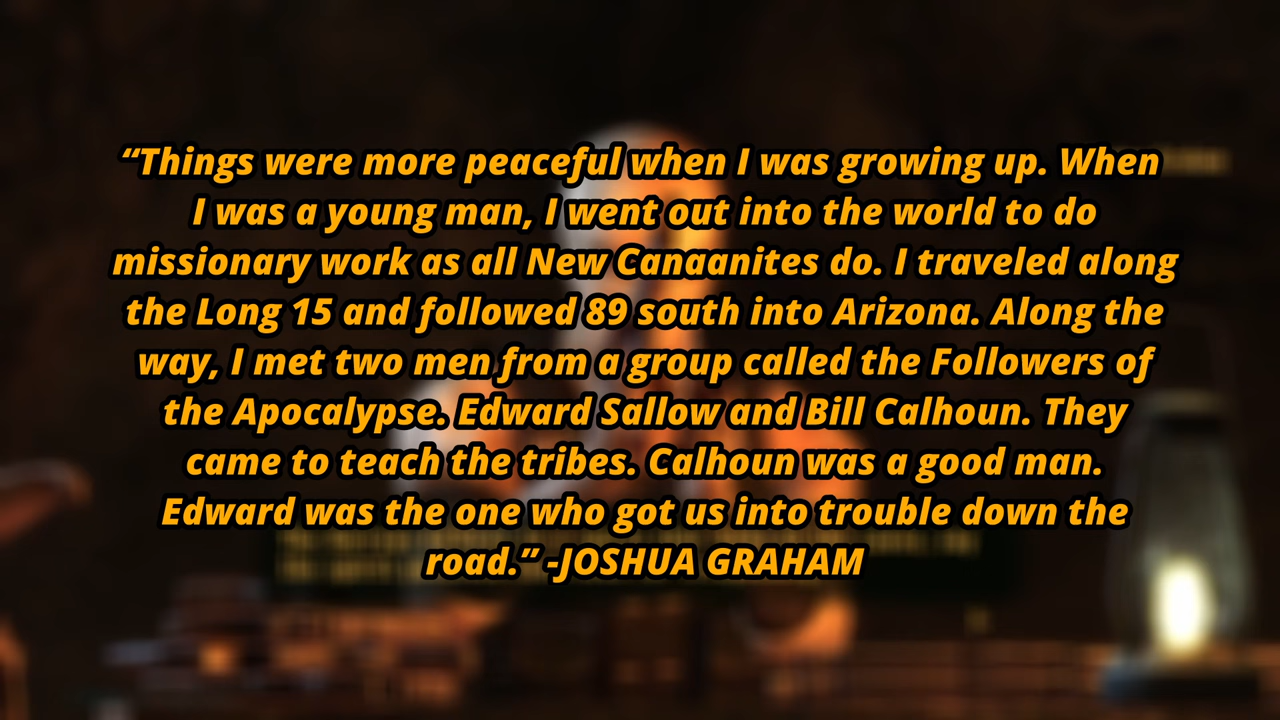 “Things were more peaceful when I was growing up. When
I was a young man, I went out into the world to do
missionary work as all New Canaanites do. I traveled along
the Long 15 and followed 89 south into Arizona. Along the
way, I met two men from a group called the Followers of
the Apocalypse. Edward Sallow and Bill Calhoun. They
came to teach the tribes. Calhoun was a good man.
Edward was the one who got us into trouble down the
road.” -JOSHUA GRAHAM